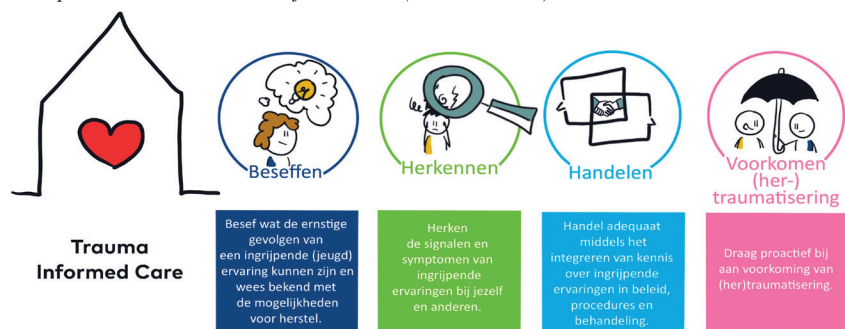 Beseffen
Herkennen
Handelen
Voorkomen
(her-)
traumatisering
Trauma
Informed Care
Besef wat de ernstige
gevolgen van
een ingrijpende (jeugd)
ervaring kunnen zijn en
wees bekend met
de mogelijkheden
voor herstel.
Herken
de signalen en
symptomen van
ingrijpende
ervaringen bij jezelf
en anderen.
Handel adequaat
middels het
integreren van kennis
over ingrijpende
ervaringen in beleid,
procedures en
behandeling.
Draag proactief bij
aan voorkoming van
(her)traumatisering.